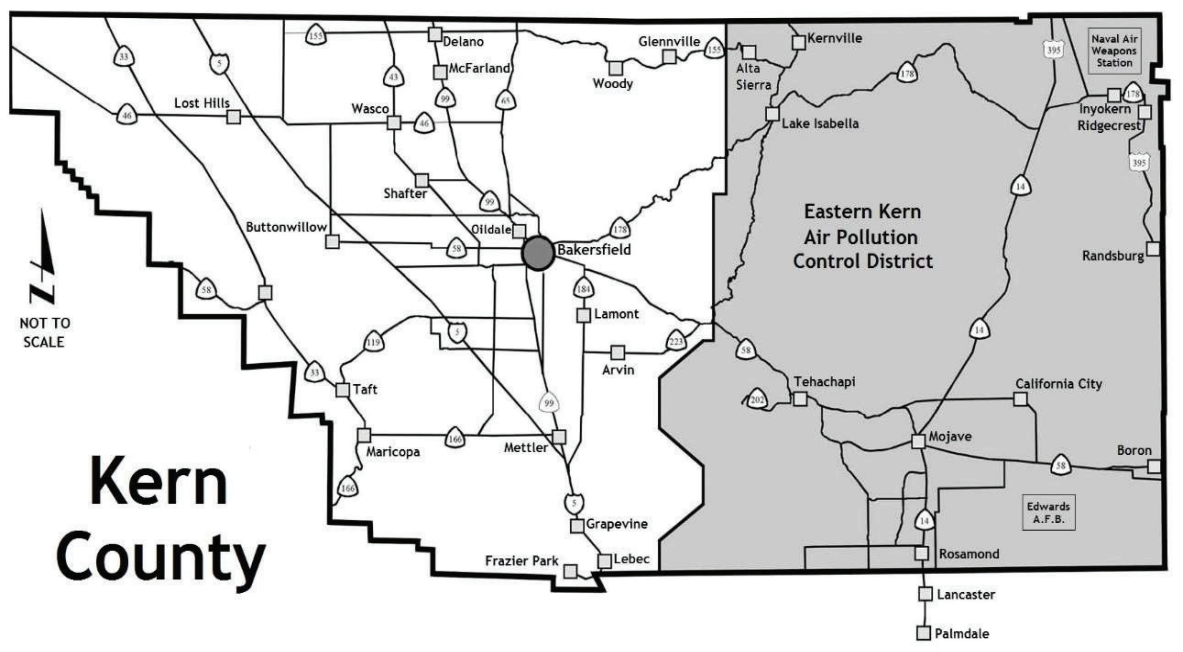 155
Delano
Glennville
155
Kernville
395
Naval Air
Weapons
Station
33
5
43
McFarland
Woody
Alta
Sierra
178
99
65
Lost Hills
Wasco
46
46
Lake Isabella
Inyokern
178
Ridgecrest
395
Shafter
99
14
Buttonwillow
Oildale
178
58
Bakersfield
Eastern Kern
Air Pollution
Control District
Randsburg
58
184
NOT TO
SCALE
Lamont
119
5
223
14
58
33
Taft
Arvin
Tehachapi
California City
202
99
Maricopa
166
Mettler
Mojave
Boron
58
166
Kern
County
5
Grapevine
14
Edwards
A.F.B.
Frazier Park
Lebec
Rosamond
Lancaster
Palmdale
Z